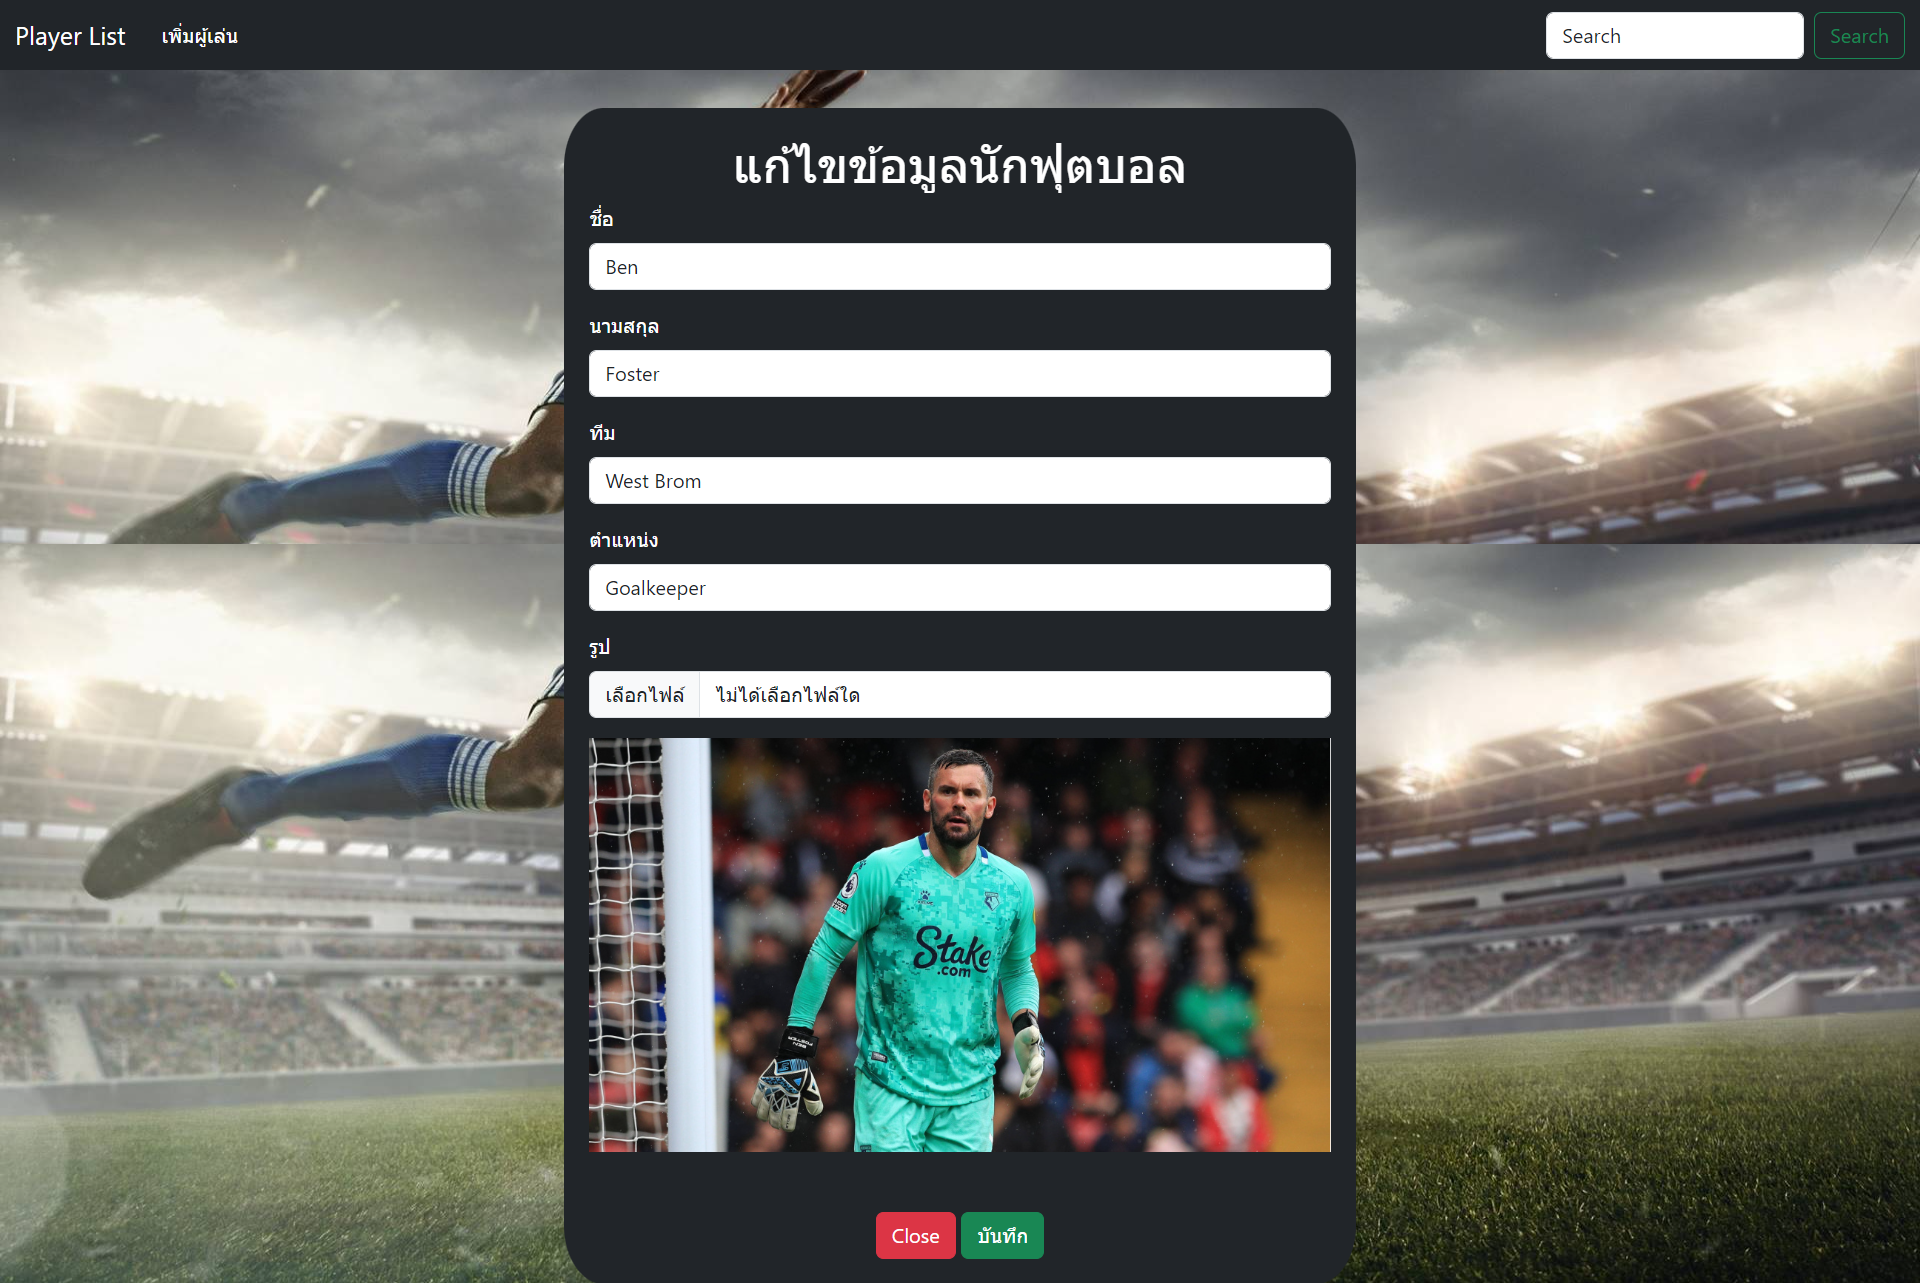 Player List เพิ่มผู้เล่น Search Search
แก้ไขข้อมูลนักฟุตบอล
ชื่อ
Ben
นามสกุล
Foster
ทีม
West Brom
ตำแหน่ง
Goalkeeper
รูป
เลือกไฟล์ ไม่ได้เลือกไฟล์ใด
Stake
.com
Close บันทึก